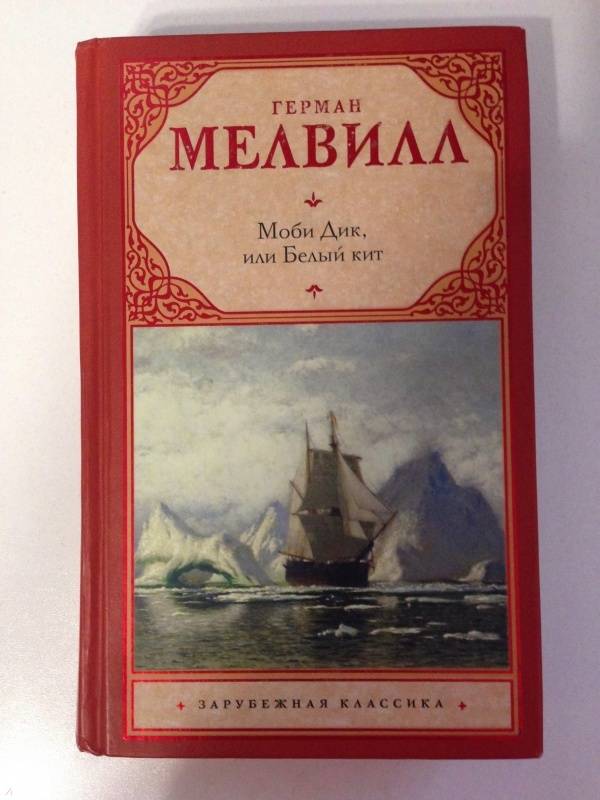 ГЕРМАН
МЕЛВИЛЛ
Моби Дик,
или Белый кит
ЗАРУБЕЖНАЯ КЛАССИКА